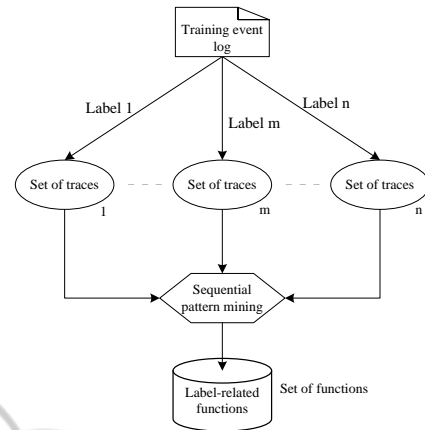 Training event
log
Label 1
Label m
Label n
Set of traces
1
Set of traces
m
Set of traces
n
Sequential
pattern mining
Label-related
functions
Set of functions